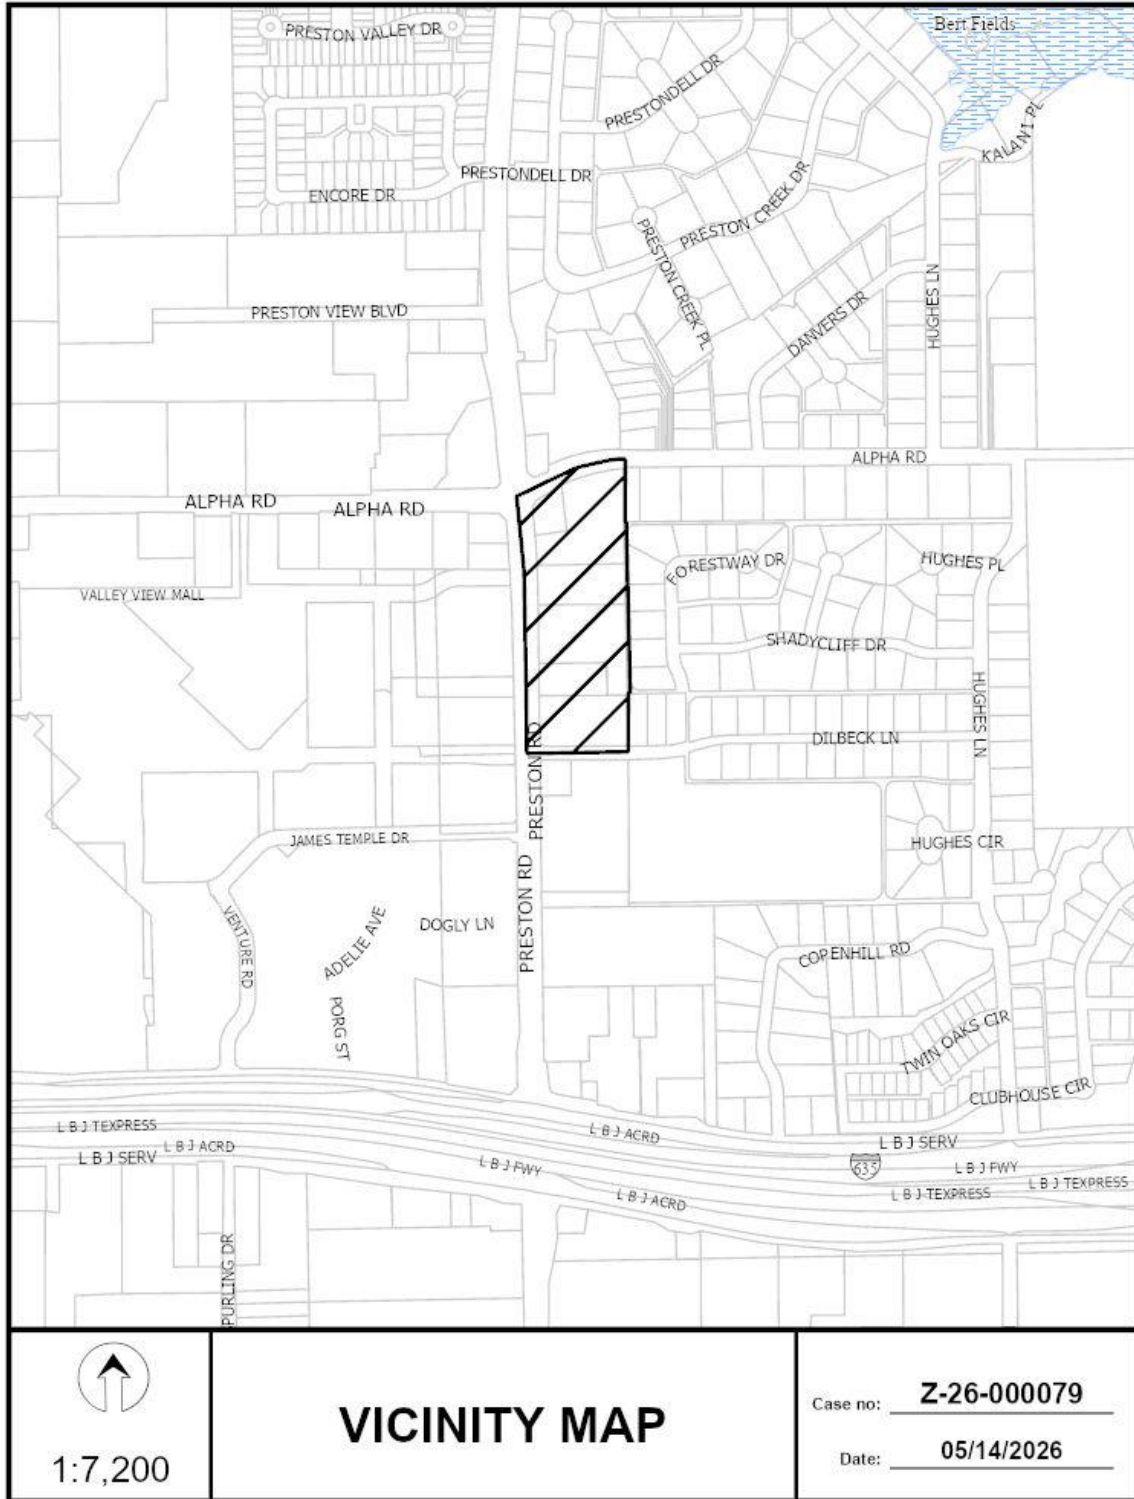 Bert Fields
PRESTON VALLEY DR
PRESTONDELL DR
KALANI PL
PRESTONDELL DR
ENCORE DR
PRESTON CREEK DR
PRESTON CREEK PL
HUGHES LN
PRESTON VIEW BLVD
DANVERS DR
ALPHA RD
ALPHA RD
ALPHA RD
FORESTWAY DR
HUGHES PL
VALLEY VIEW MALL
SHADYCLIFF DR
HUGHES LN
PRESTON RD
DILBECK LN
JAMES TEMPLE DR
HUGHES CIR
PRESTON RD
VENTURE RD
ADELIE AVE
DOGLY LN
COPENHILL RD
PORG ST
TWIN OAKS CIR
CLUBHOUSE CIR
L B J TEXPRESS
L B J ACRD
L B J SERV
L B J ACRD
L B J SERV
L B J FWY
635
L B J FWY
L B J TEXPRESS
L B J ACRD
L B J TEXPRESS
PURLING DR
1:7,200
VICINITY MAP
Case no: Z-26-000079
Date: 05/14/2026